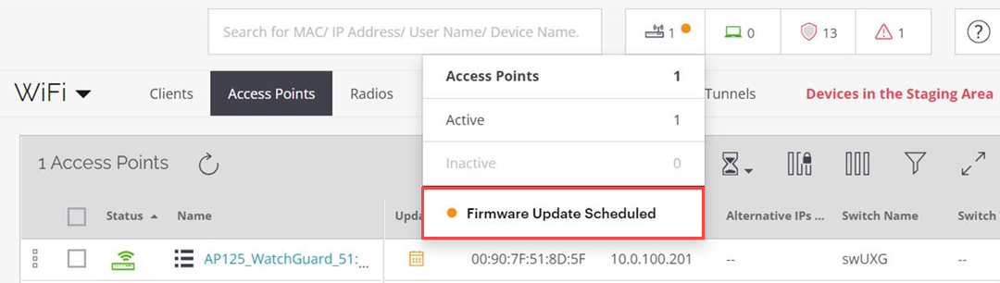 Search for MAC/ IP Address/ User Name/ Device Name.
1
0
13
1
?
WiFi
Clients
Access Points
Radios
Tunnels
Devices in the Staging Area
Access Points 1
Active 1
Inactive 0
Firmware Update Scheduled
1 Access Points
Status
Name
Alternative IPs ...
Switch Name
Switch
AP125_WatchGuard_51:...
00:90:7F:51:8D:5F
10.0.100.201
--
swUXG
--